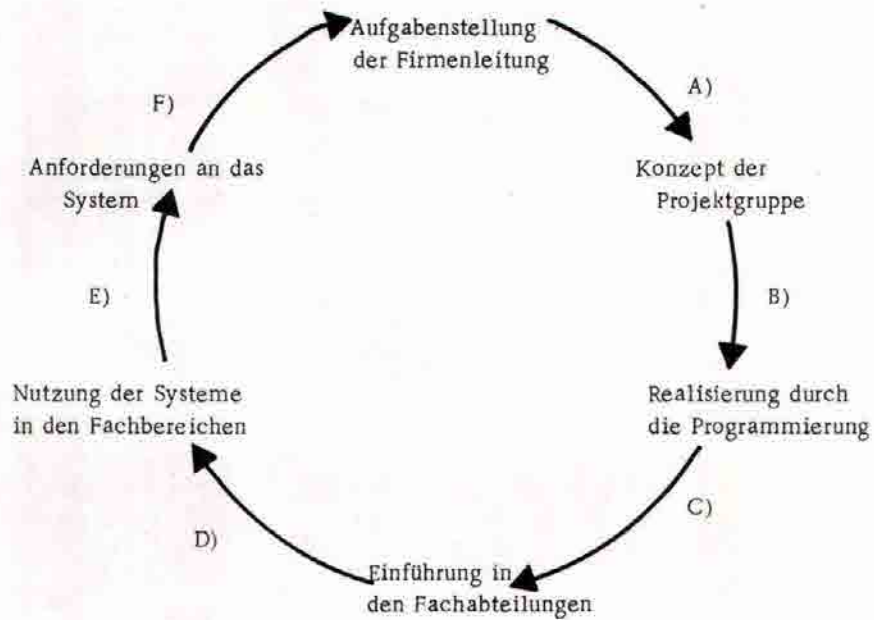 Aufgabenstellung
der Firmenleitung
A)
Konzept der
Projektgruppe
B)
Realisierung durch
die Programmierung
C)
Einführung in
den Fachabteilungen
D)
Nutzung der Systeme
in den Fachbereichen
E)
Anforderungen an das
System
F)